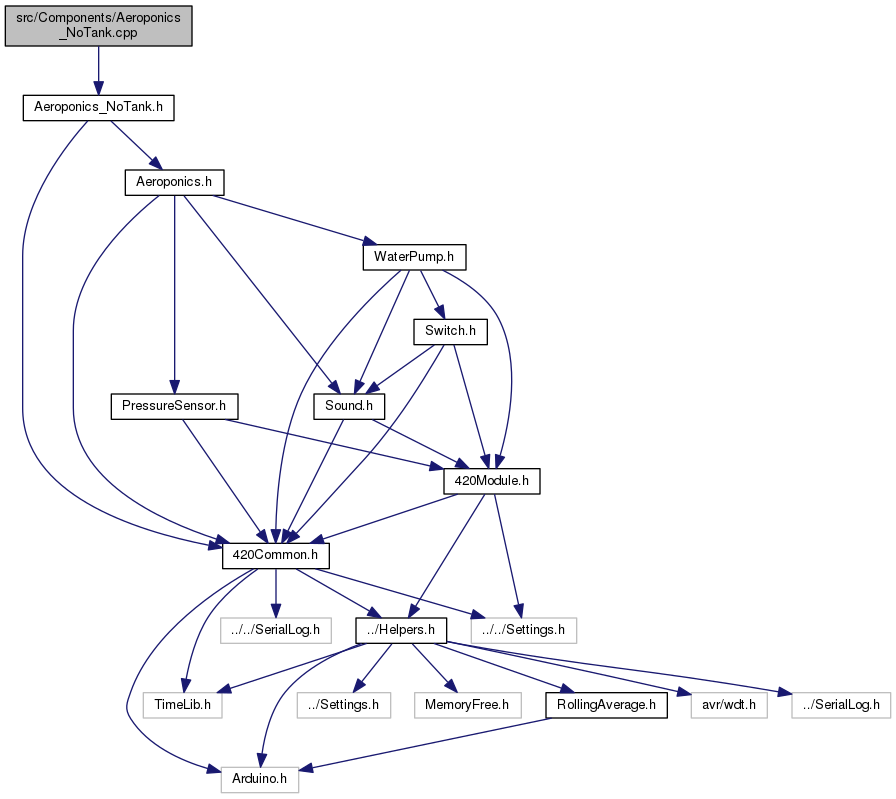 src/Components/Aeroponics
_NoTank.cpp
Aeroponics_NoTank.h
Aeroponics.h
WaterPump.h
Switch.h
PressureSensor.h
Sound.h
420Module.h
420Common.h
../../SerialLog.h
../Helpers.h
../../Settings.h
TimeLib.h
../Settings.h
MemoryFree.h
RollingAverage.h
avr/wdt.h
../SerialLog.h
Arduino.h